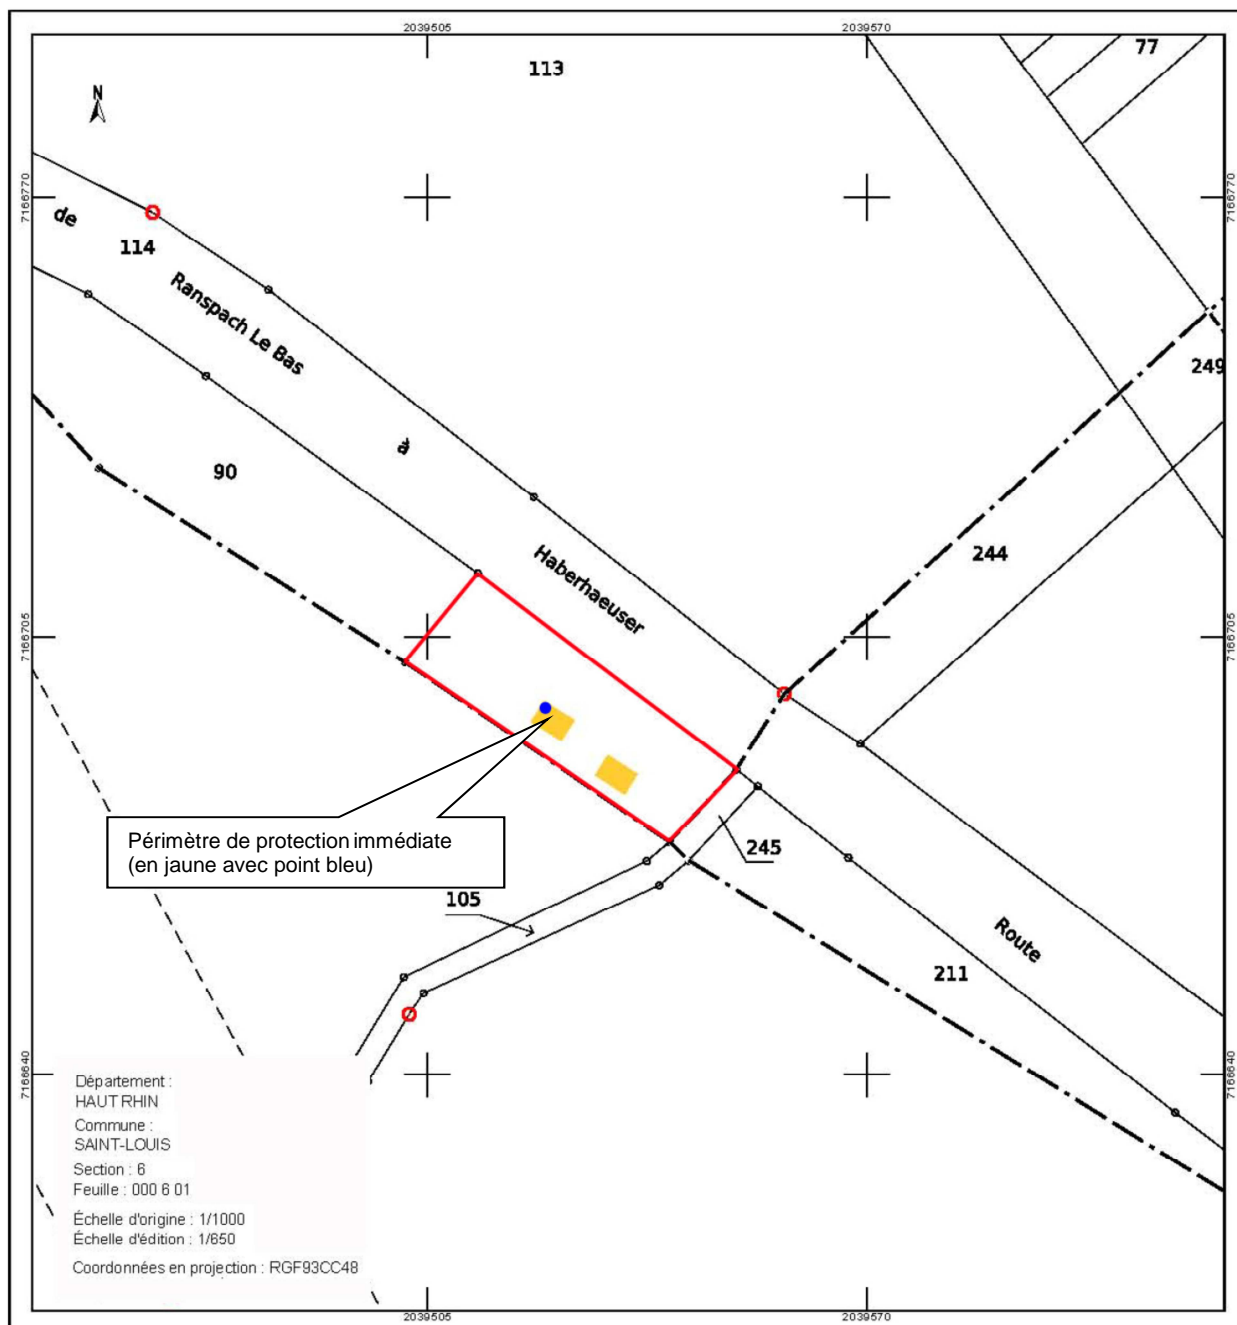 2039505
2039570
113
77
N
7166770
7166770
de
114
Ranspach Le Bas
249
à
90
244
Haberhaeuser
7166705
7166705
Périmètre de protection immédiate
(en jaune avec point bleu)
245
105
Route
211
7166640
7166640
Département :
HAUT RHIN
Commune :
SAINT-LOUIS
Section : 6
Feuille : 000 6 01
Échelle d'origine : 1/1000
Échelle d'édition : 1/650
Coordonnées en projection : RGF93CC48
2039505
2039570